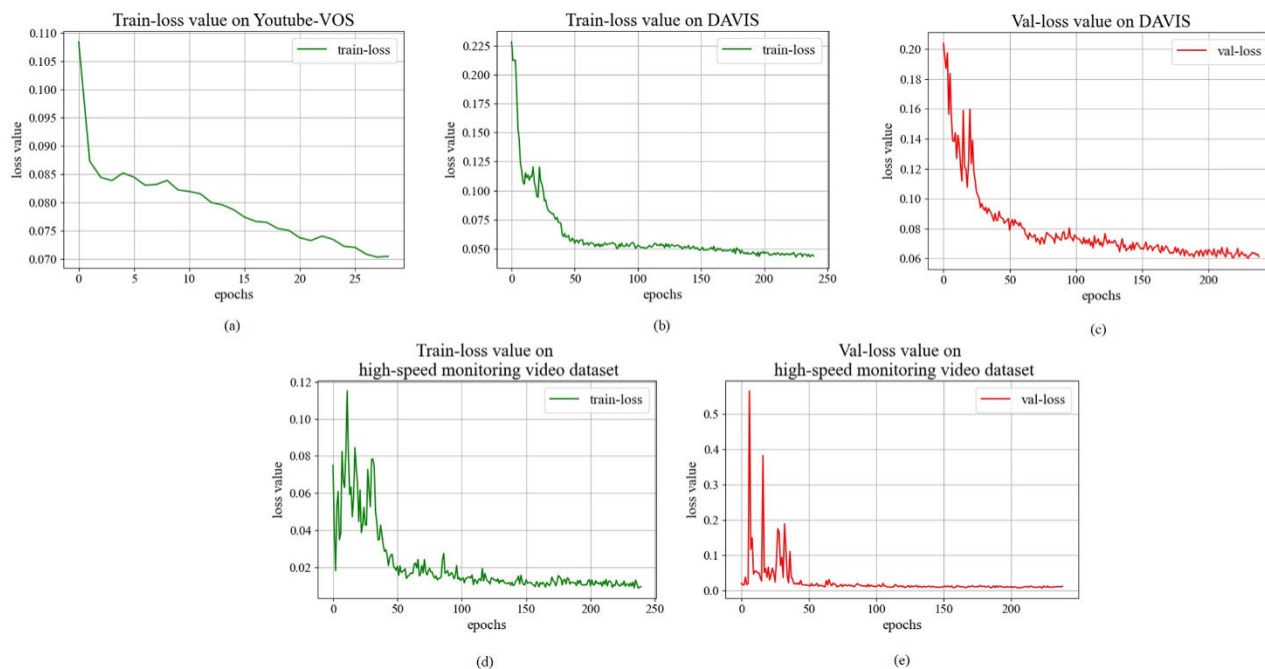 Train-loss value on Youtube-VOS
0.110
0.105
0.100
0.095
0.090
0.085
0.080
0.075
0.070
loss value
train-loss
0
5
10
15
20
25
epochs
(a)
Train-loss value on DAVIS
0.225
0.200
0.175
0.150
0.125
0.100
0.075
0.050
loss value
train-loss
0
50
100
150
200
250
epochs
(b)
Val-loss value on DAVIS
0.20
0.18
0.16
0.14
0.12
0.10
0.08
0.06
loss value
val-loss
0
50
100
150
200
epochs
(c)
Train-loss value on
high-speed monitoring video dataset
0.12
0.10
0.08
0.06
0.04
0.02
loss value
train-loss
0
50
100
150
200
250
epochs
(d)
Val-loss value on
high-speed monitoring video dataset
0.5
0.4
0.3
0.2
0.1
0.0
loss value
val-loss
0
50
100
150
200
epochs
(e)